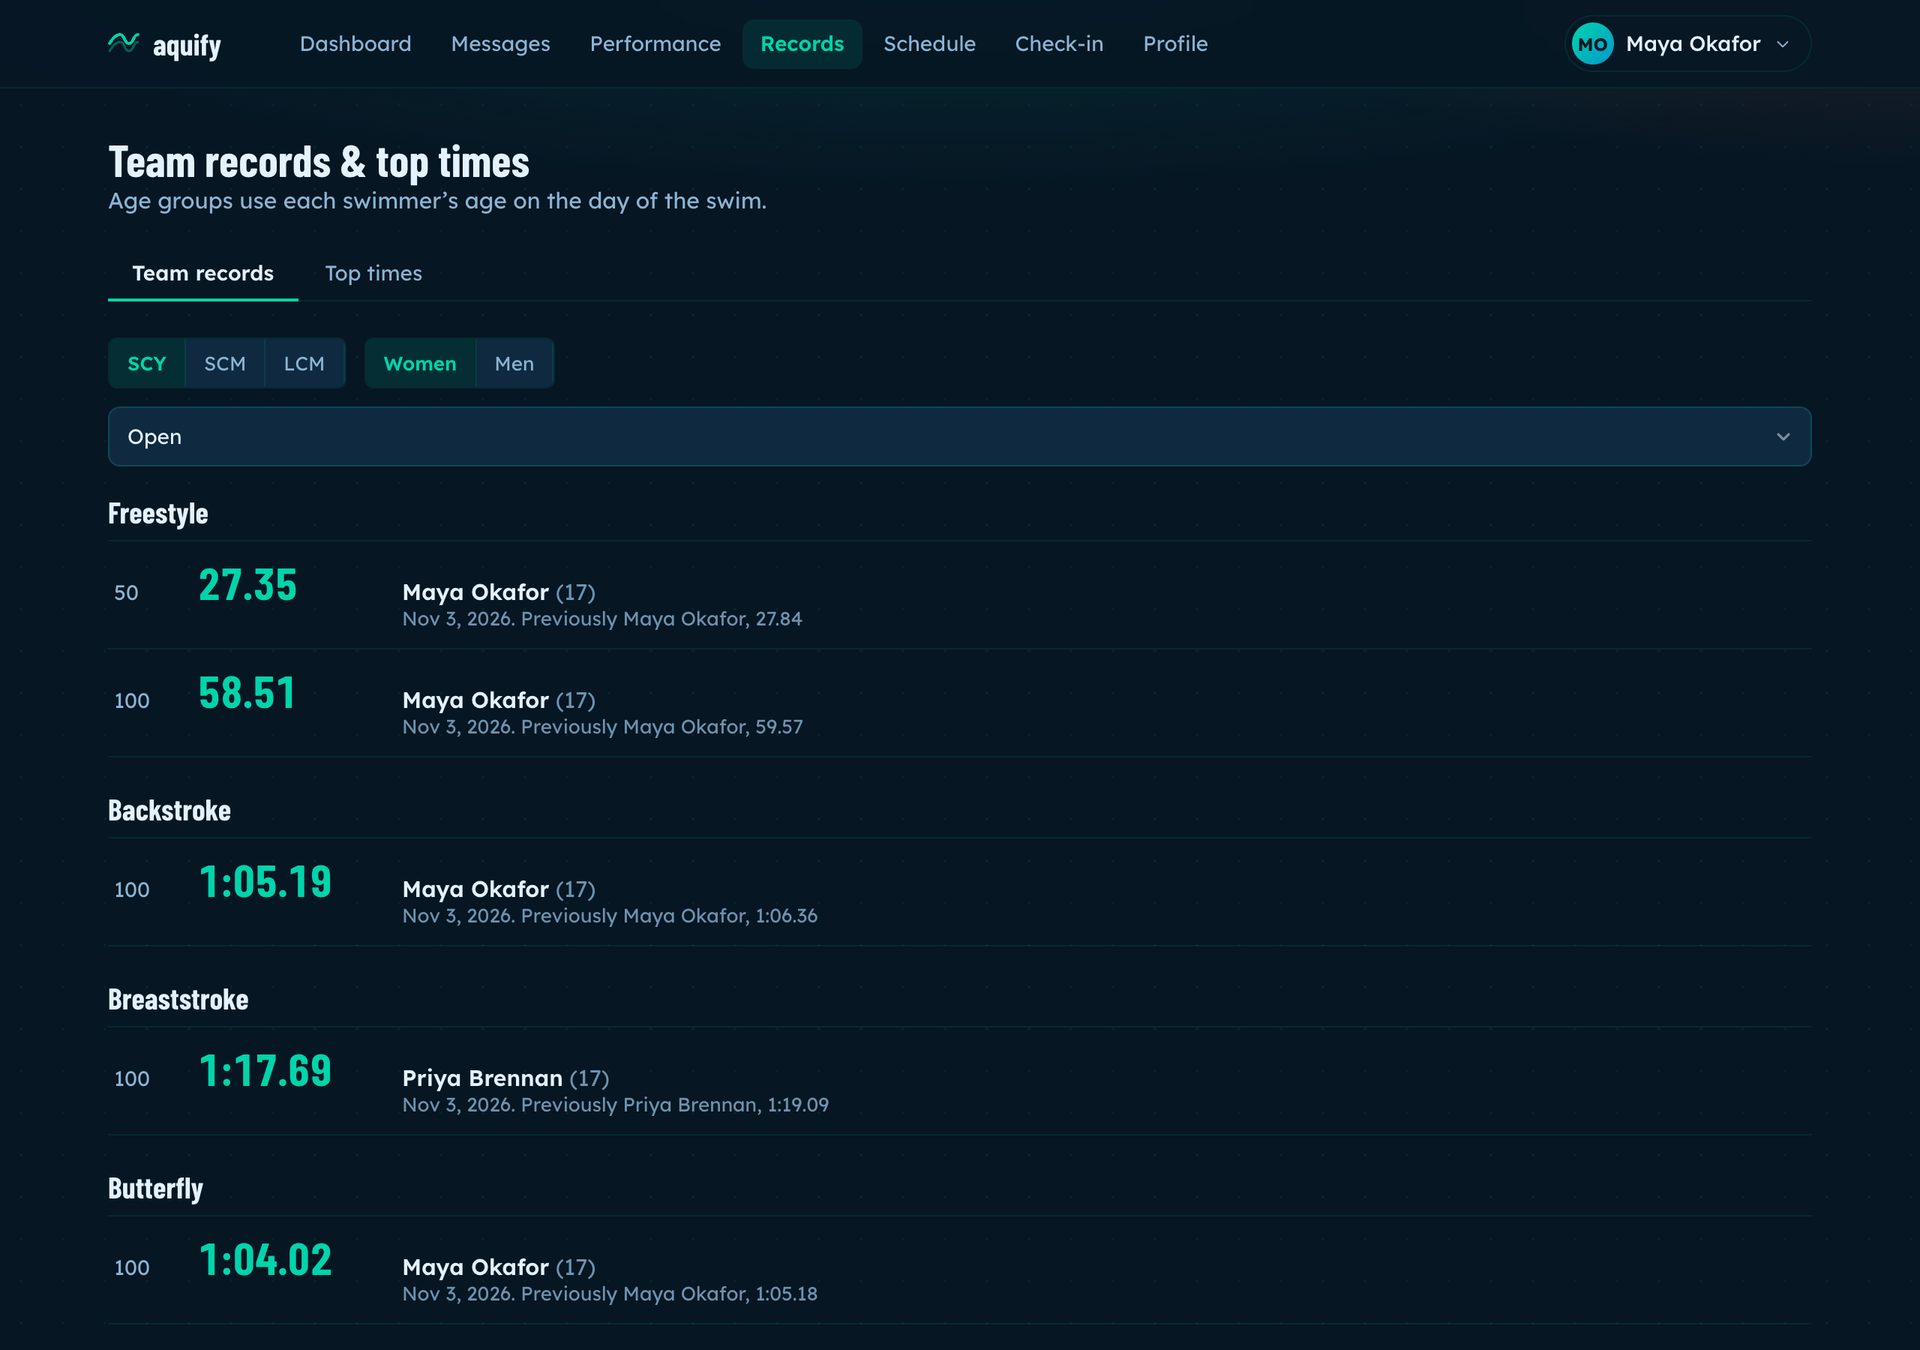 aquify
Dashboard
Messages
Performance
Records
Schedule
Check-in
Profile
MO
Maya Okafor
Team records & top times
Age groups use each swimmer’s age on the day of the swim.
Team records
Top times
SCY
SCM
LCM
Women
Men
Open
Freestyle
50
27.35
Maya Okafor (17)
Nov 3, 2026. Previously Maya Okafor, 27.84
100
58.51
Maya Okafor (17)
Nov 3, 2026. Previously Maya Okafor, 59.57
Backstroke
100
1:05.19
Maya Okafor (17)
Nov 3, 2026. Previously Maya Okafor, 1:06.36
Breaststroke
100
1:17.69
Priya Brennan (17)
Nov 3, 2026. Previously Priya Brennan, 1:19.09
Butterfly
100
1:04.02
Maya Okafor (17)
Nov 3, 2026. Previously Maya Okafor, 1:05.18